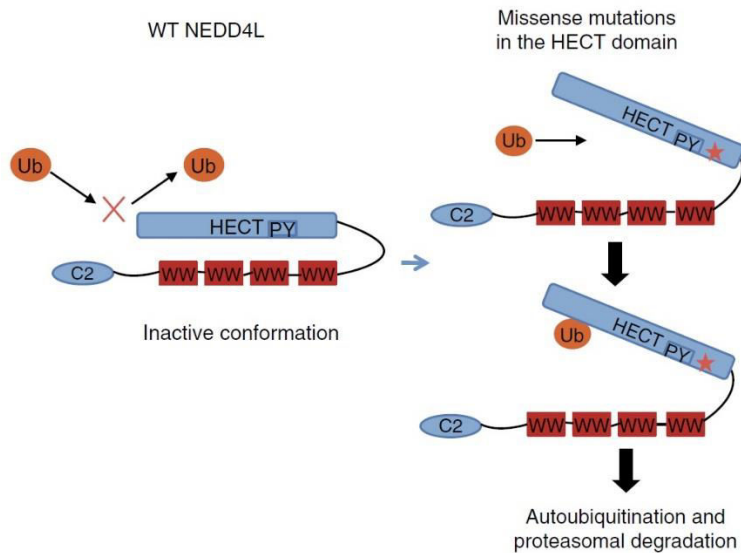 WT NEDD4L
Ub
Ub
HECT PY
C2 WW WW WW WW
Inactive conformation
Missense mutations
in the HECT domain
Ub
HECT PY
C2 WW WW WW WW
Ub
HECT PY
C2 WW WW WW WW
Autoubiquitination and
proteasomal degradation